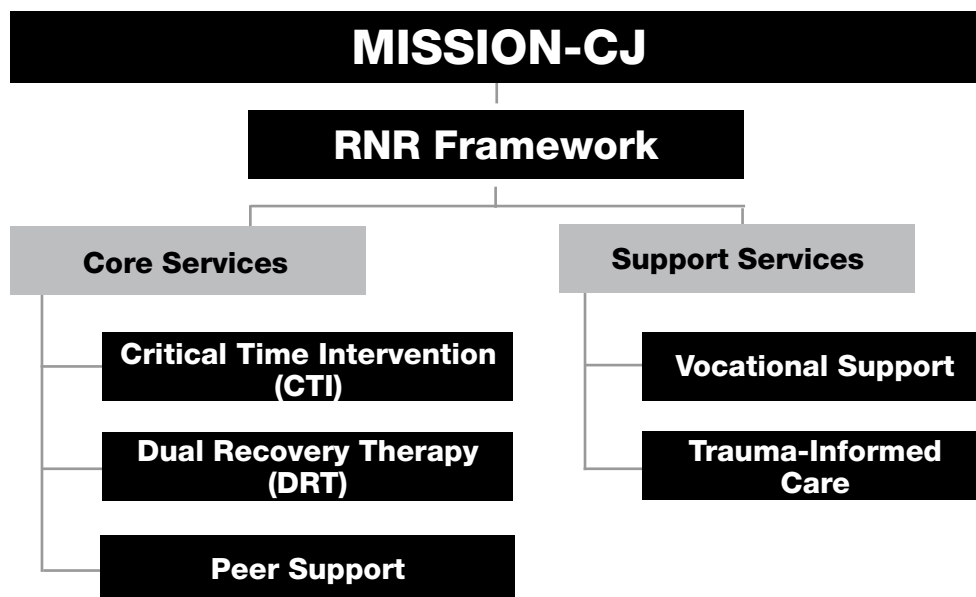 MISSION-CJ
RNR Framework
Core Services
Critical Time Intervention
(CTI)
Dual Recovery Therapy
(DRT)
Peer Support
Support Services
Vocational Support
Trauma-Informed
Care